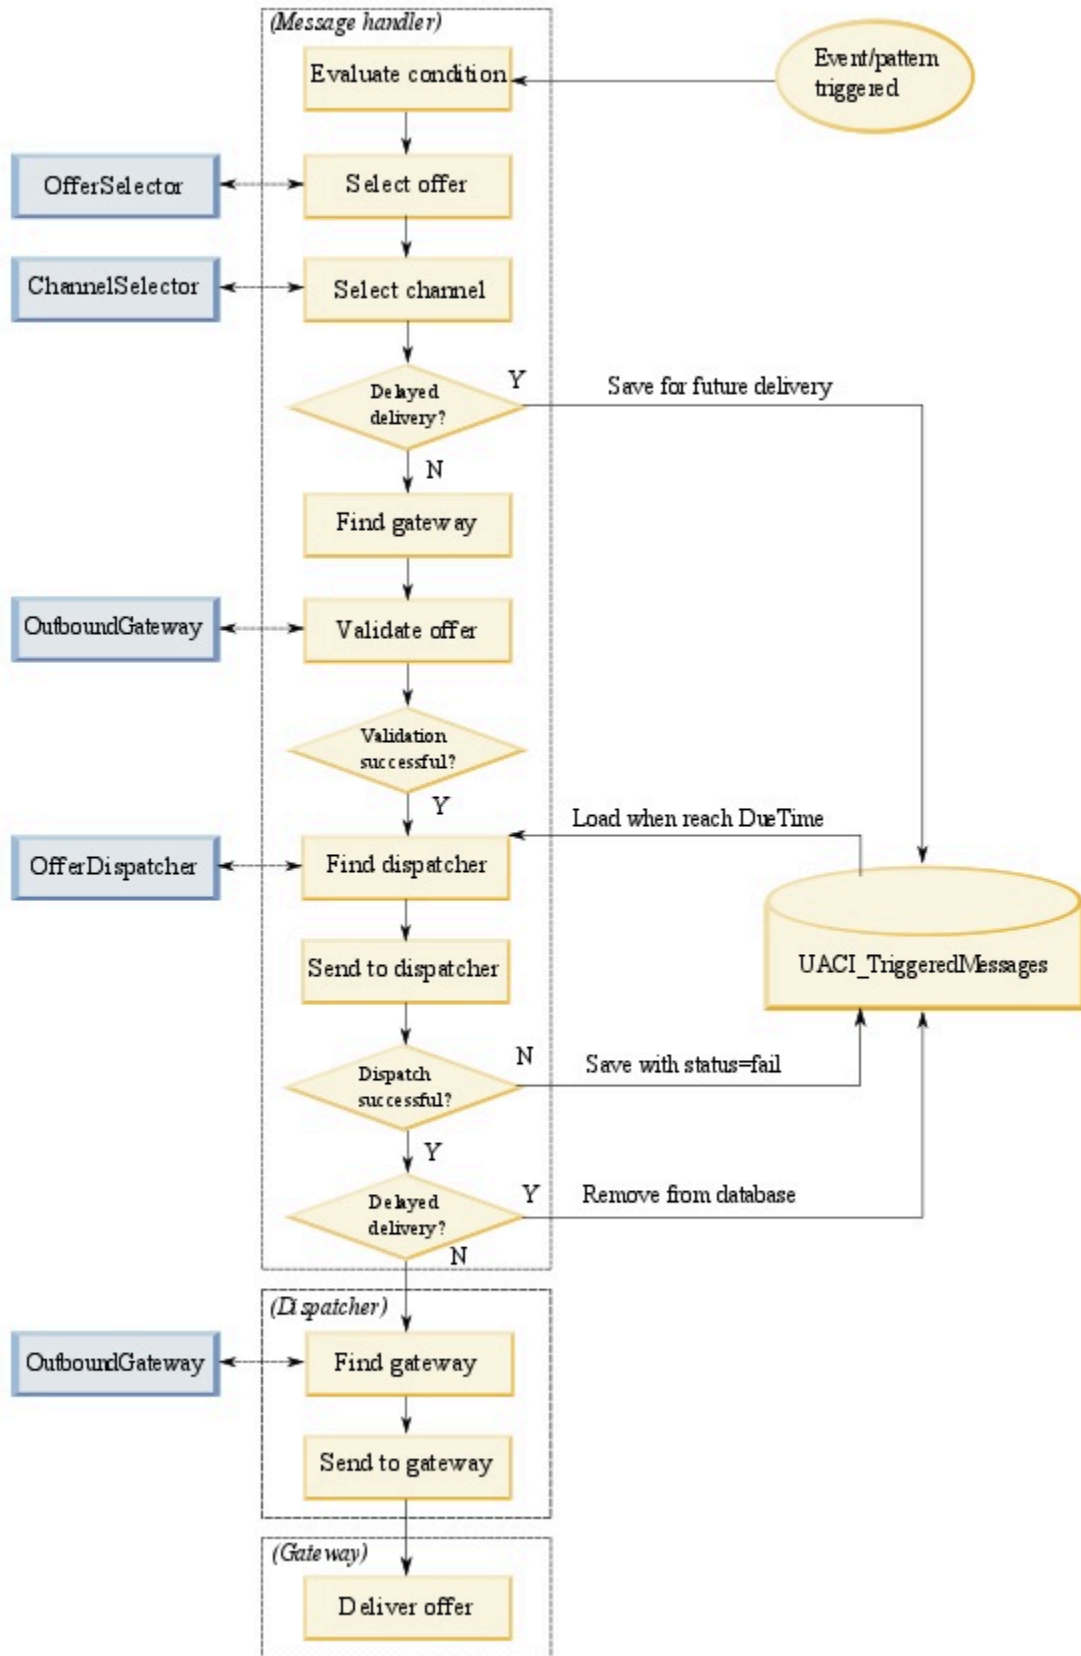 (Message handler)
Evaluate condition
Event/pattern
triggered
OfferSelector
Select offer
ChannelSelector
Select channel
Delayed
delivery?
Y
Save for future delivery
N
Find gateway
OutboundGateway
Validate offer
Validation
successful?
Y
Load when reach DueTime
OfferDispatcher
Find dispatcher
Send to dispatcher
UACI_TriggeredMessages
Dispatch
successful?
N
Save with status=fail
Y
Delayed
delivery?
Y
Remove from database
N
(Dispatcher)
OutboundGateway
Find gateway
Send to gateway
(Gateway)
Deliver offer